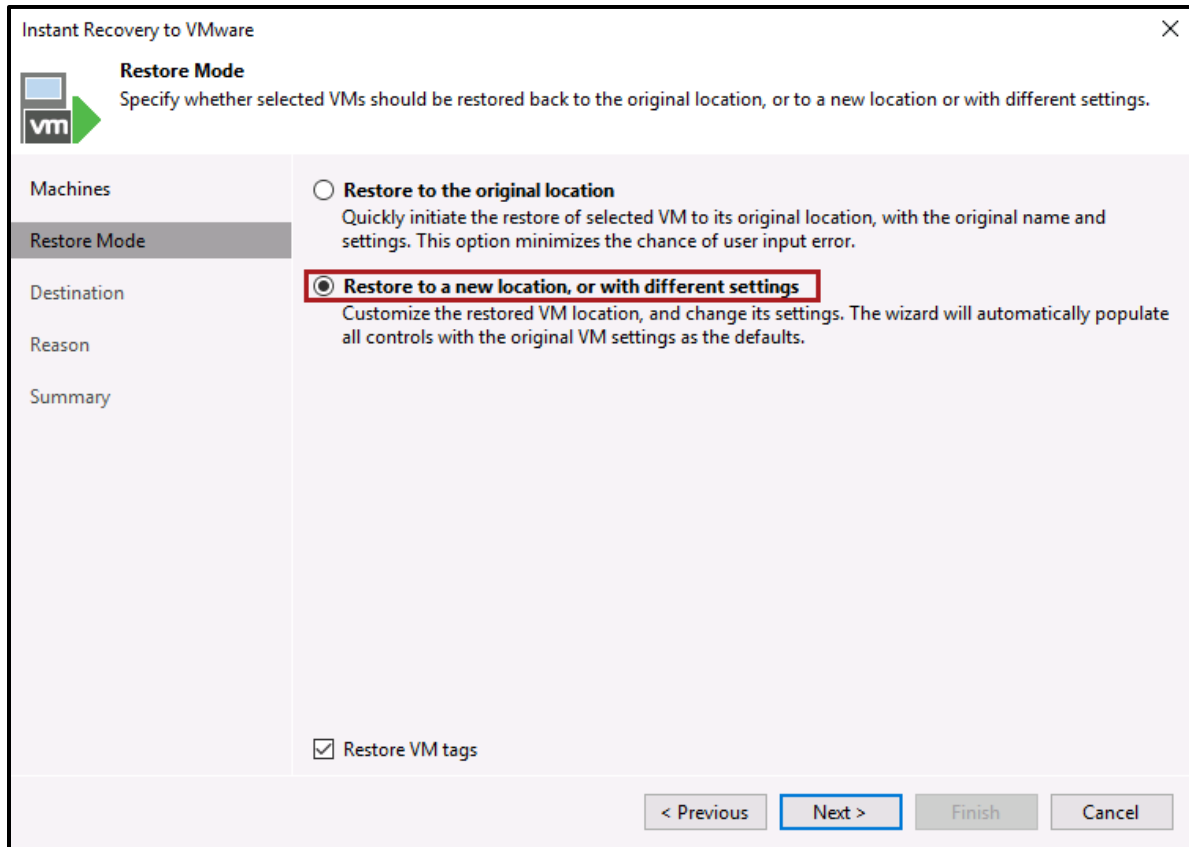 Instant Recovery to VMware
Restore Mode
Specify whether selected VMs should be restored back to the original location, or to a new location or with different settings.
vm
Machines
Restore Mode
Destination
Reason
Summary
Restore to the original location
Quickly initiate the restore of selected VM to its original location, with the original name and
settings. This option minimizes the chance of user input error.
Restore to a new location, or with different settings
Customize the restored VM location, and change its settings. The wizard will automatically populate
all controls with the original VM settings as the defaults.
Restore VM tags
< Previous
Next >
Finish
Cancel